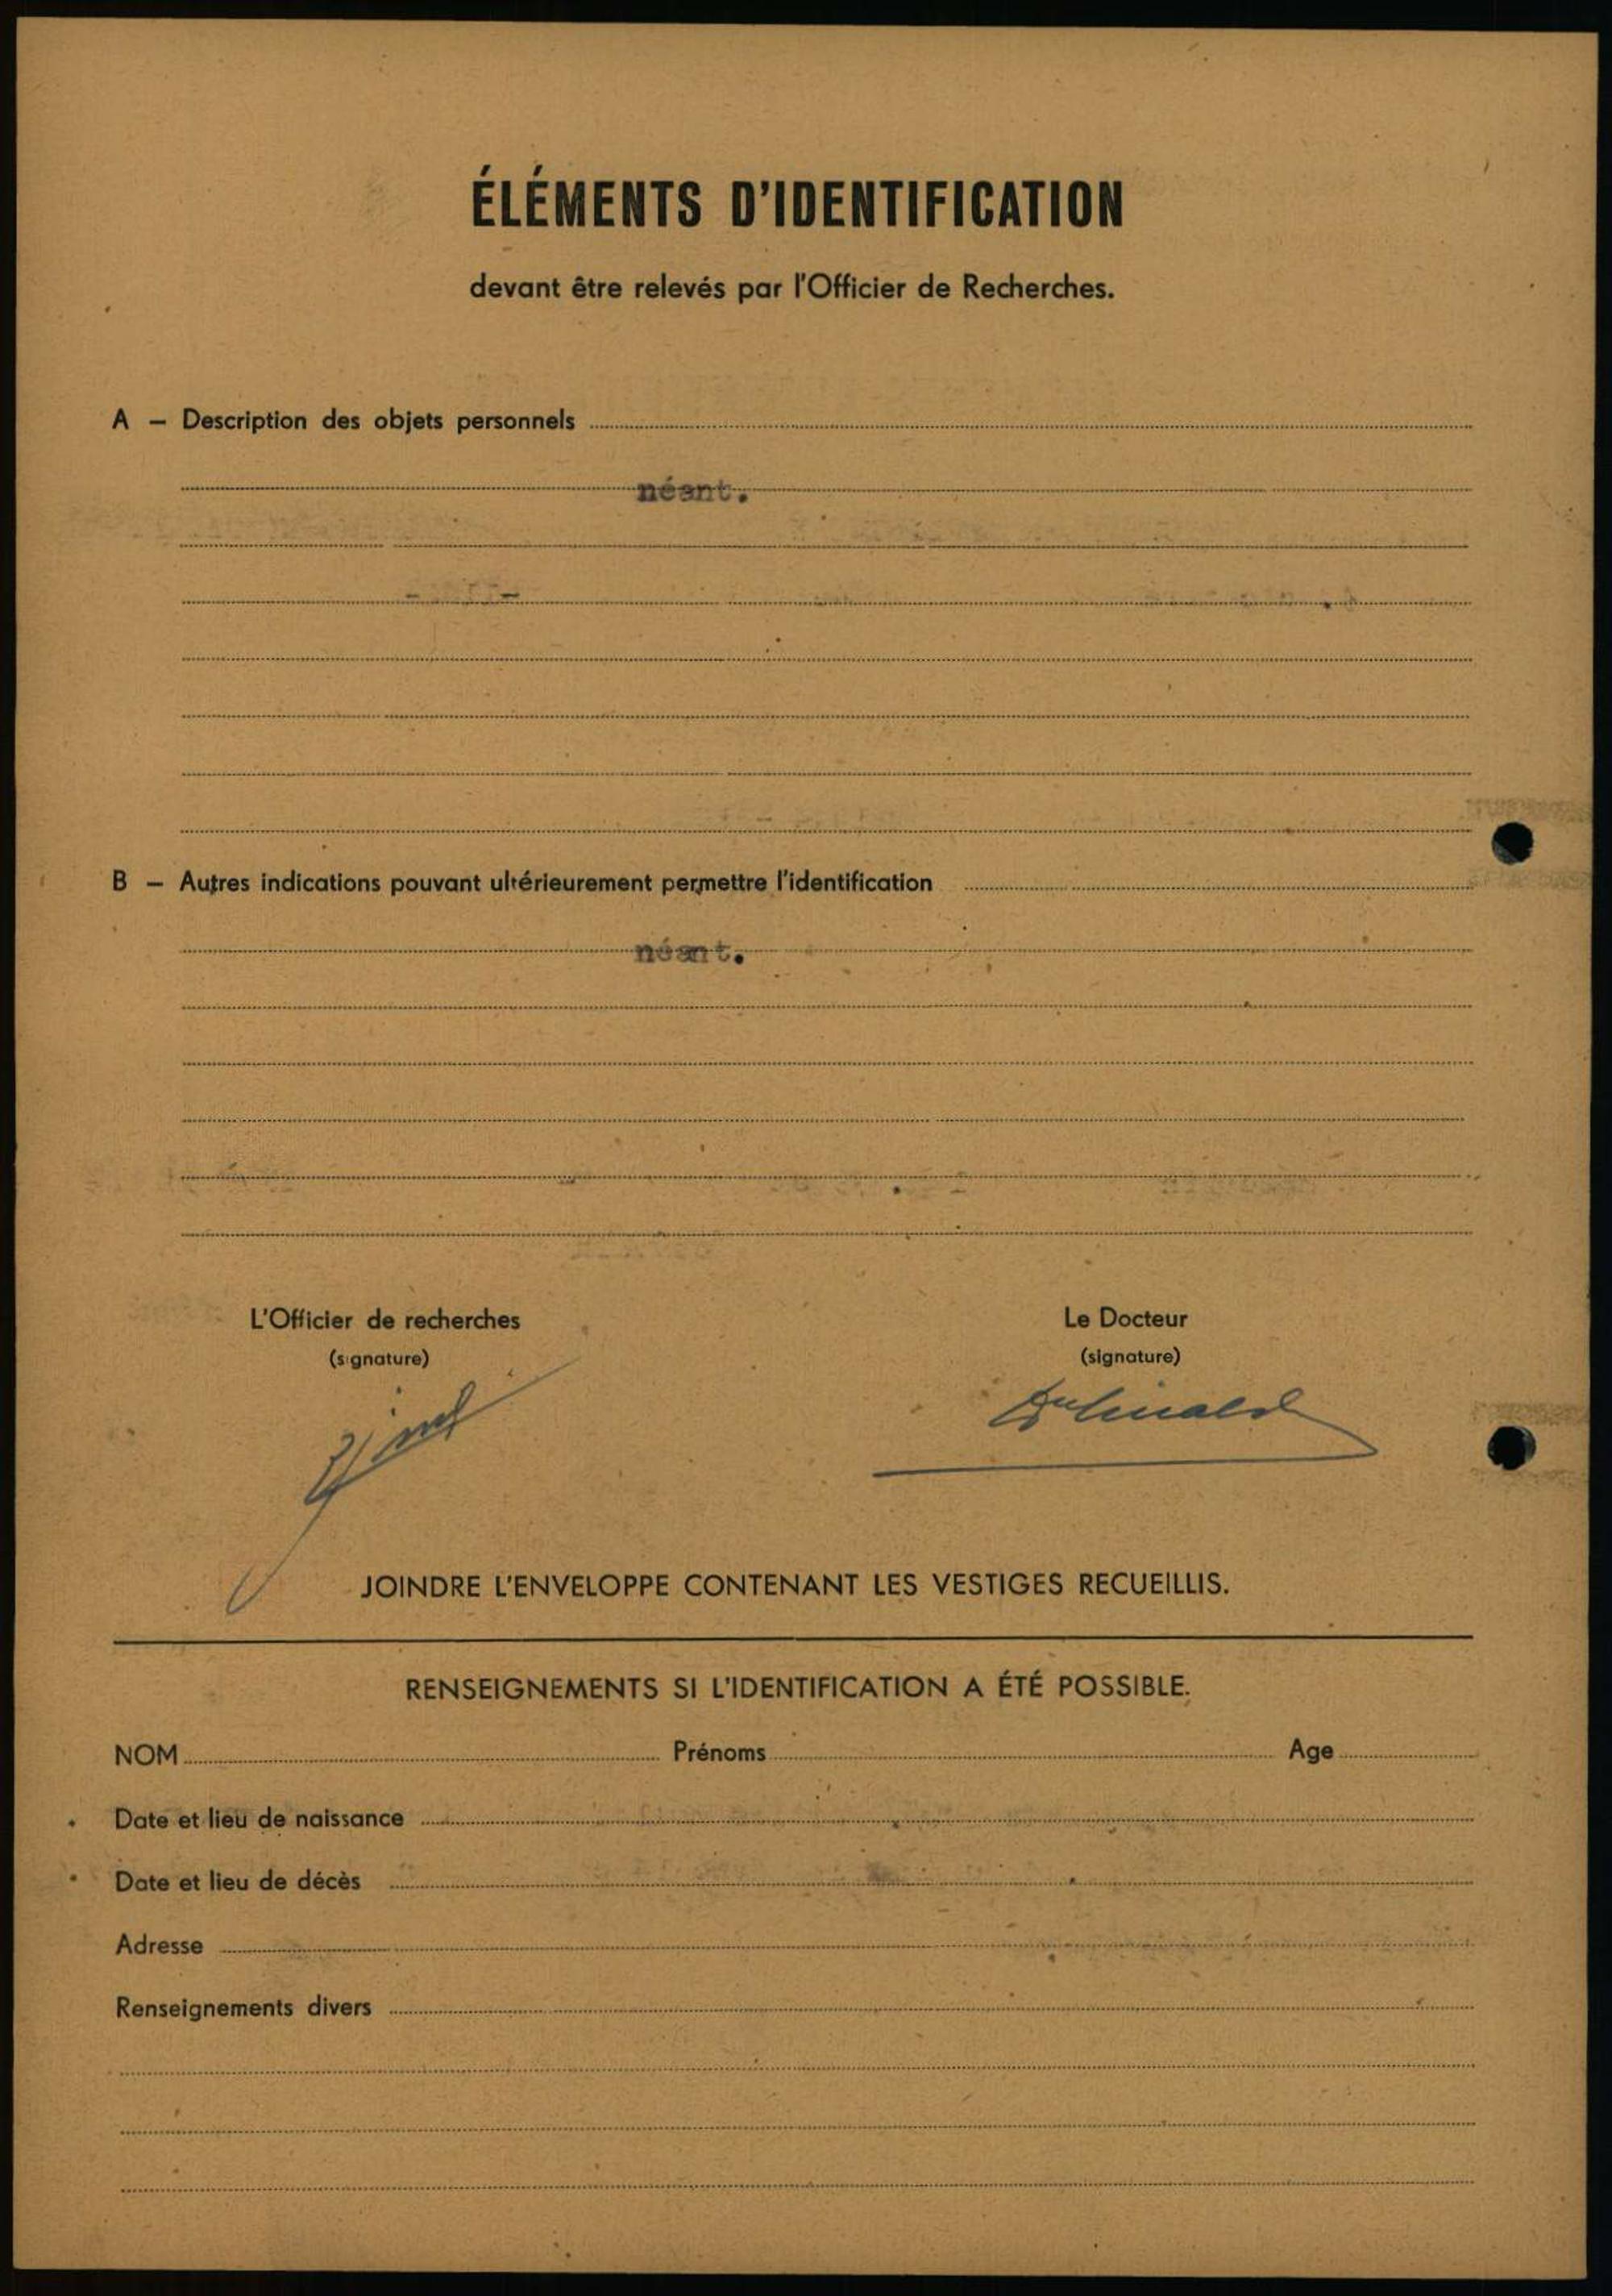 ÉLÉMENTS D'IDENTIFICATION
devant être relevés par l'Officier de Recherches.
A — Description des objets personnels
néant.
B — Autres indications pouvant ultérieurement permettre l'identification
néant.
L'Officier de recherches
Le Docteur
(signature)
(signature)
JOINDRE L'ENVELOPPE CONTENANT LES VESTIGES RECUEILLIS.
RENSEIGNEMENTS SI L'IDENTIFICATION A ÉTÉ POSSIBLE.
NOM Prénoms Age
Date et lieu de naissance
Date et lieu de décès
Adresse
Renseignements divers